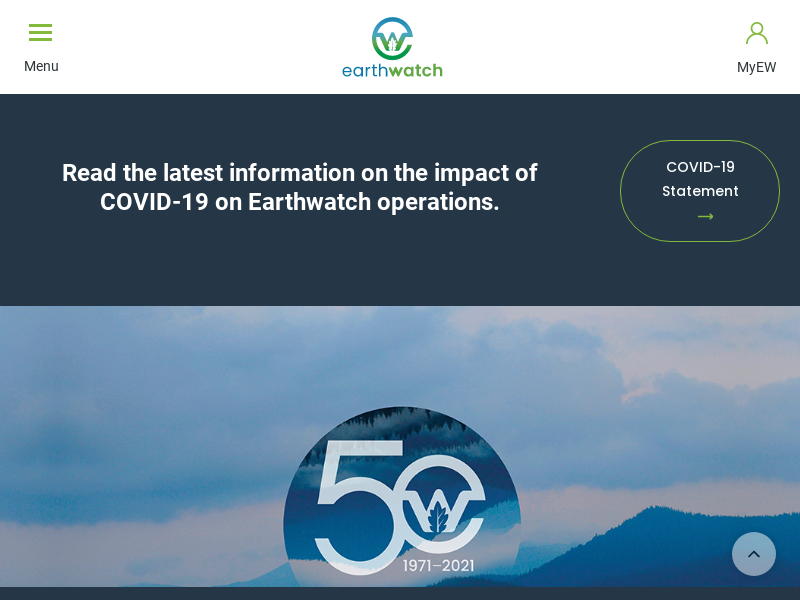 Menu
earthwatch
MyEW
Read the latest information on the impact of
COVID-19 on Earthwatch operations.
COVID-19
Statement
50
1971–2021